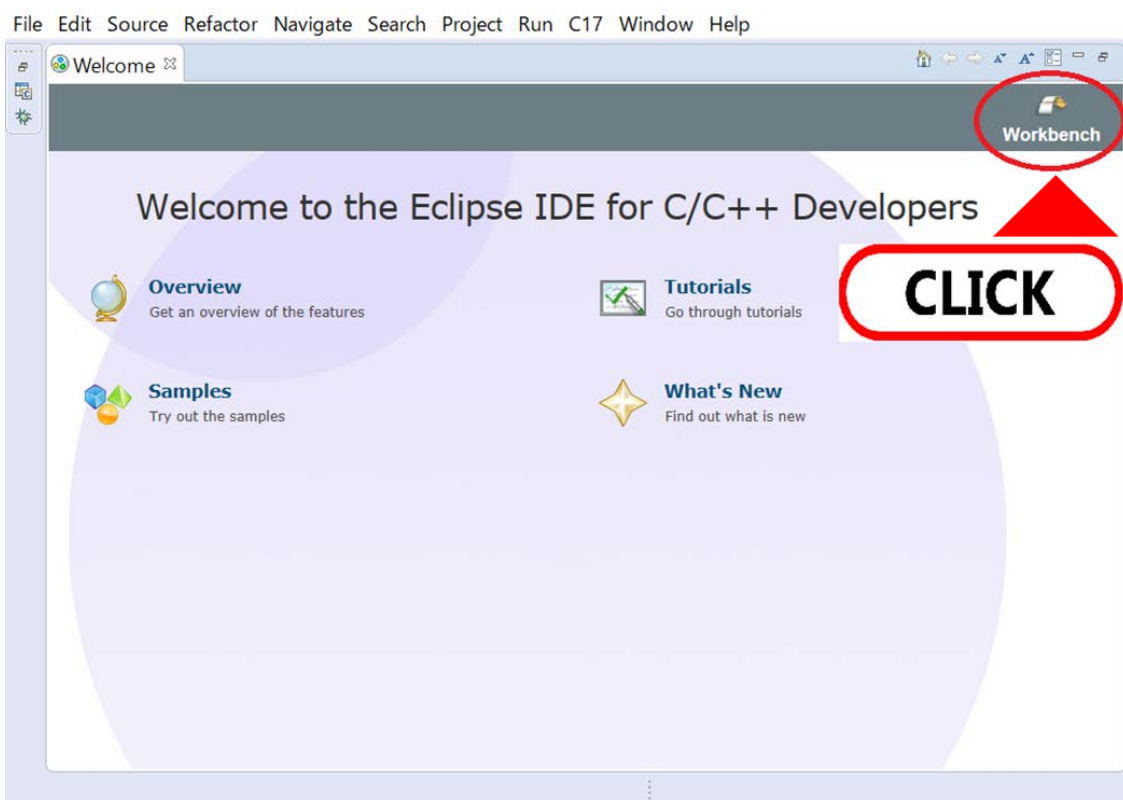 File Edit Source Refactor Navigate Search Project Run C17 Window Help
Welcome
Workbench
Welcome to the Eclipse IDE for C/C++ Developers
Overview
Get an overview of the features
Tutorials
Go through tutorials
CLICK
Samples
Try out the samples
What's New
Find out what is new